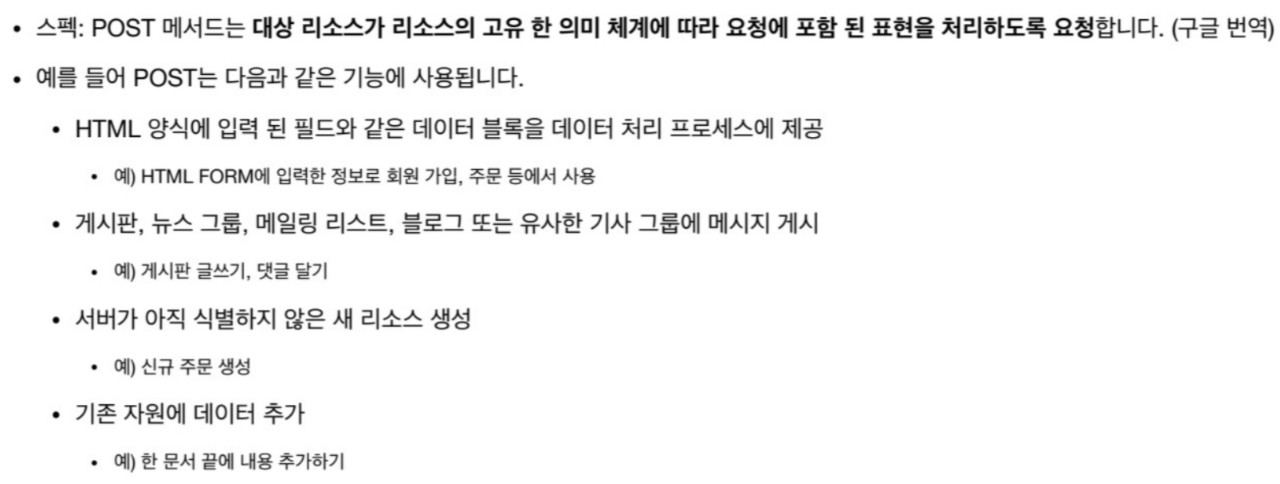 • 스펙: POST 메서드는 대상 리소스가 리소스의 고유 한 의미 체계에 따라 요청에 포함 된 표현을 처리하도록 요청합니다. (구글 번역)
• 예를 들어 POST는 다음과 같은 기능에 사용됩니다.
• HTML 양식에 입력 된 필드와 같은 데이터 블록을 데이터 처리 프로세스에 제공
• 예) HTML FORM에 입력한 정보로 회원 가입, 주문 등에서 사용
• 게시판, 뉴스 그룹, 메일링 리스트, 블로그 또는 유사한 기사 그룹에 메시지 게시
• 예) 게시판 글쓰기, 댓글 달기
• 서버가 아직 식별하지 않은 새 리소스 생성
• 예) 신규 주문 생성
• 기존 자원에 데이터 추가
• 예) 한 문서 끝에 내용 추가하기